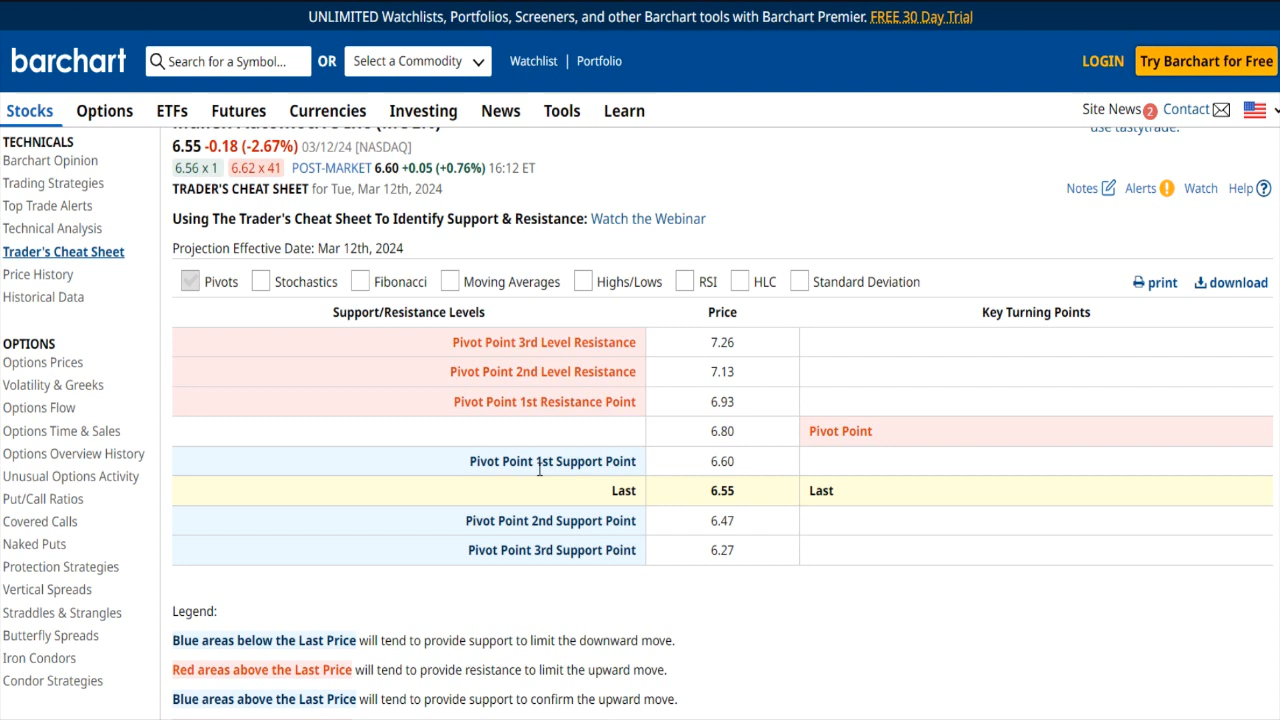 UNLIMITED Watchlists, Portfolios, Screeners, and other Barchart tools with Barchart Premier. FREE 30 Day Trial
barchart Search for a Symbol... OR Select a Commodity Watchlist | Portfolio LOGIN Try Barchart for Free
Stocks Options ETFs Futures Currencies Investing News Tools Learn Site News 2 Contact
use tastytrade.
TECHNICALS
Barchart Opinion
Trading Strategies
Top Trade Alerts
Technical Analysis
Trader's Cheat Sheet
Price History
Historical Data
OPTIONS
Options Prices
Volatility & Greeks
Options Flow
Options Time & Sales
Options Overview History
Unusual Options Activity
Put/Call Ratios
Covered Calls
Naked Puts
Protection Strategies
Vertical Spreads
Straddles & Strangles
Butterfly Spreads
Iron Condors
Condor Strategies
6.55 -0.18 (-2.67%) 03/12/24 [NASDAQ]
6.56 x 1 6.62 x 41 POST-MARKET 6.60 +0.05 (+0.76%) 16:12 ET
TRADER'S CHEAT SHEET for Tue, Mar 12th, 2024
Notes Alerts Watch Help
Using The Trader's Cheat Sheet To Identify Support & Resistance: Watch the Webinar
Projection Effective Date: Mar 12th, 2024
Pivots Stochastics Fibonacci Moving Averages Highs/Lows RSI HLC Standard Deviation print download
Support/Resistance Levels Price Key Turning Points
Pivot Point 3rd Level Resistance 7.26
Pivot Point 2nd Level Resistance 7.13
Pivot Point 1st Resistance Point 6.93
6.80 Pivot Point
Pivot Point 1st Support Point 6.60
Last 6.55 Last
Pivot Point 2nd Support Point 6.47
Pivot Point 3rd Support Point 6.27
Legend:
Blue areas below the Last Price will tend to provide support to limit the downward move.
Red areas above the Last Price will tend to provide resistance to limit the upward move.
Blue areas above the Last Price will tend to provide support to confirm the upward move.